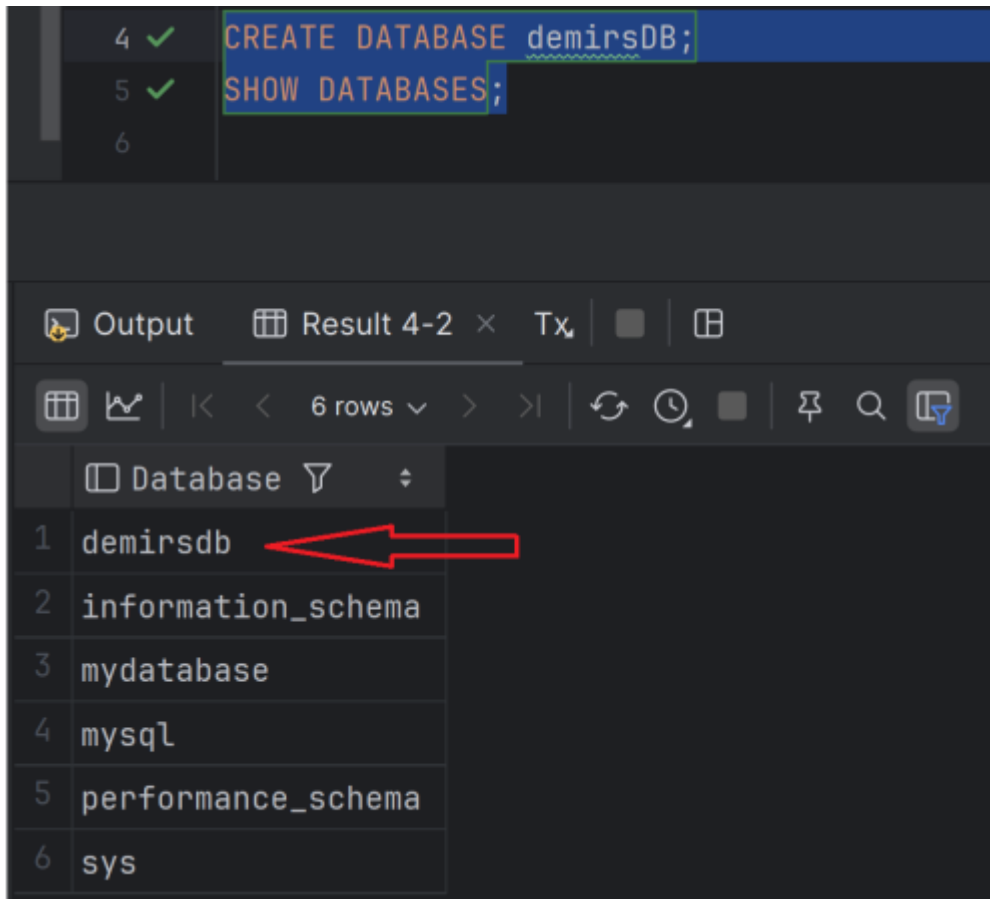 4 CREATE DATABASE demirsDB;
5 SHOW DATABASES;
6
Output Result 4-2 × Tx
6 rows
Database
1 demirsdb
2 information_schema
3 mydatabase
4 mysql
5 performance_schema
6 sys